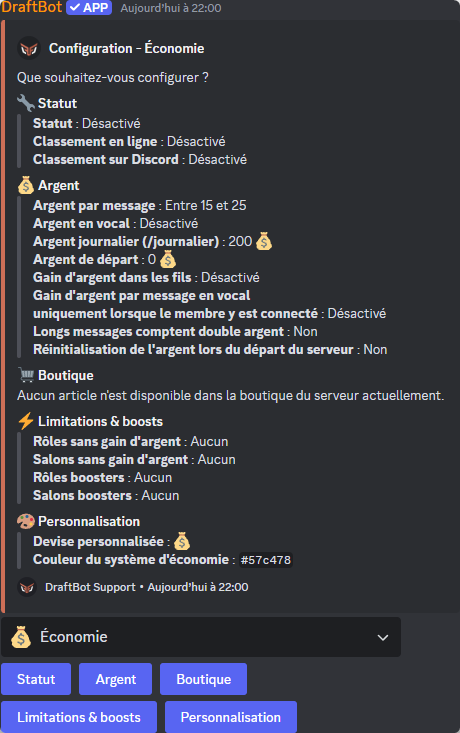 DraftBot ✓ APP Aujourd'hui à 22:00
Configuration - Économie
Que souhaitez-vous configurer ?
Statut
Statut : Désactivé
Classement en ligne : Désactivé
Classement sur Discord : Désactivé
Argent
Argent par message : Entre 15 et 25
Argent en vocal : Désactivé
Argent journalier (/journalier) : 200
Argent de départ : 0
Gain d'argent dans les fils : Désactivé
Gain d'argent par message en vocal
uniquement lorsque le membre y est connecté : Désactivé
Longs messages comptent double argent : Non
Réinitialisation de l'argent lors du départ du serveur : Non
Boutique
Aucun article n'est disponible dans la boutique du serveur actuellement.
Limitations & boosts
Rôles sans gain d'argent : Aucun
Salons sans gain d'argent : Aucun
Rôles boosters : Aucun
Salons boosters : Aucun
Personnalisation
Devise personnalisée :
Couleur du système d'économie : #57c478
DraftBot Support • Aujourd'hui à 22:00
Économie
Statut Argent Boutique
Limitations & boosts Personnalisation